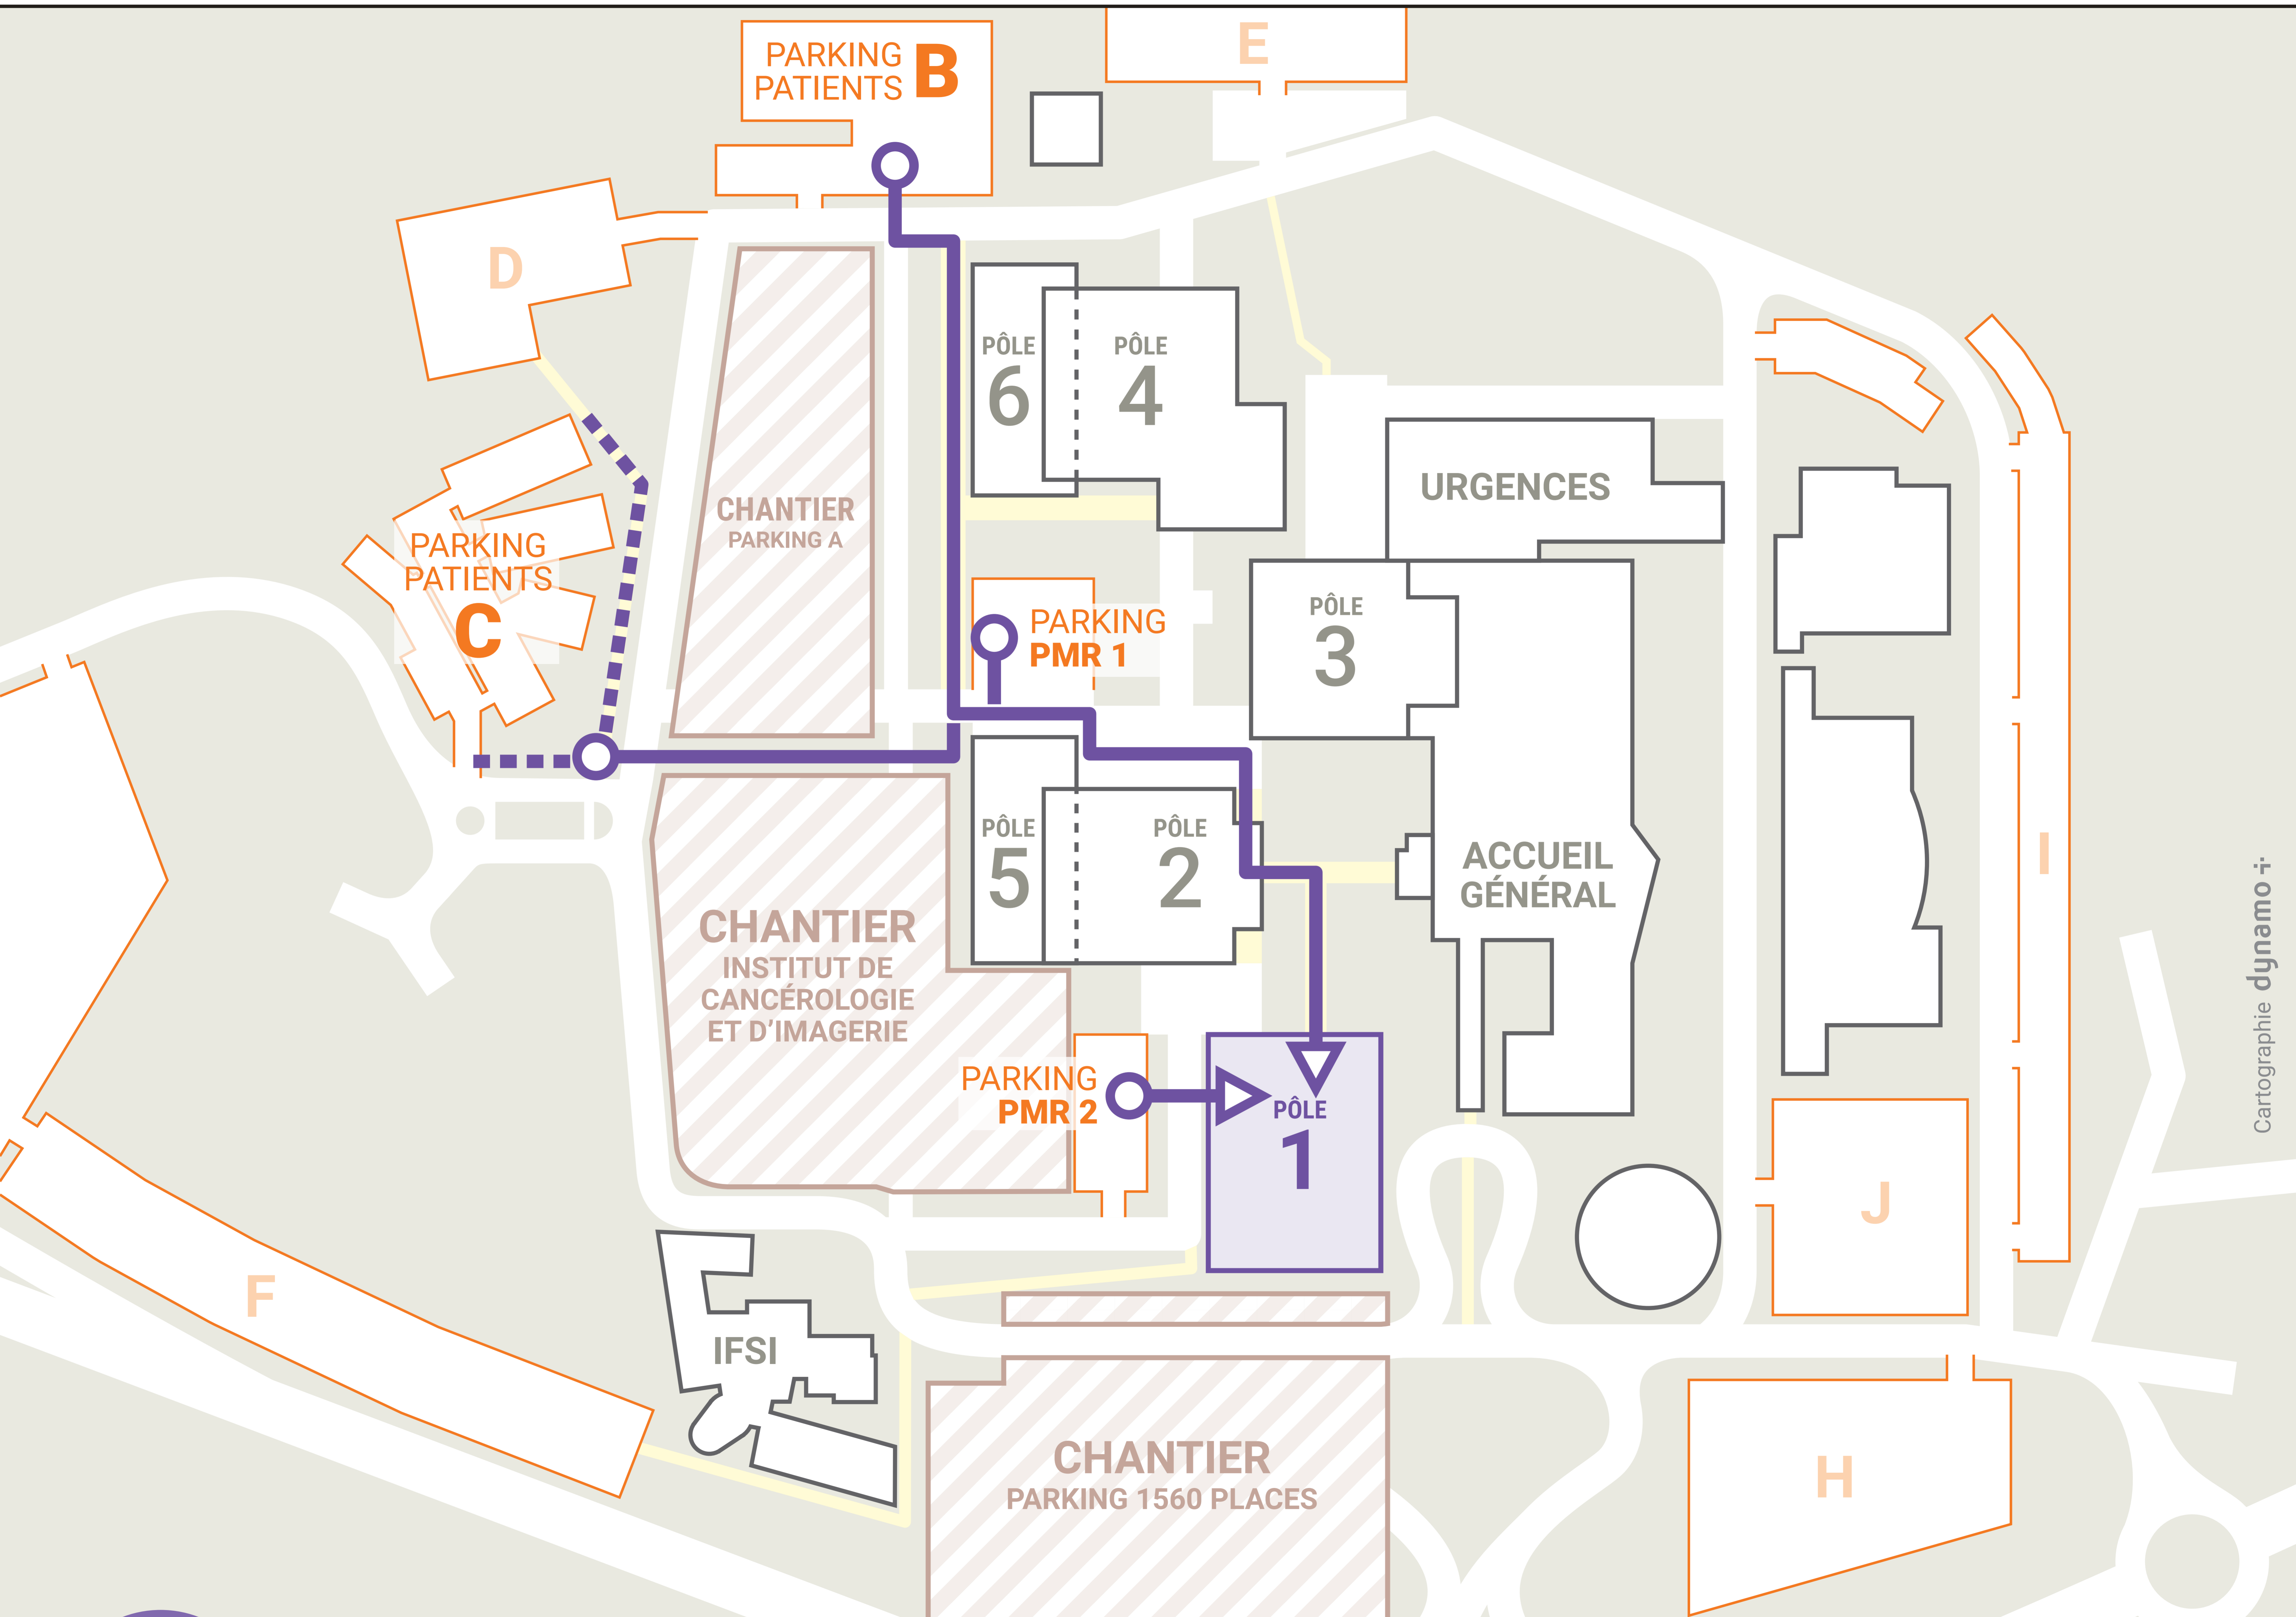 PARKING
PATIENTS B
E
D
PÔLE
6
PÔLE
4
CHANTIER
PARKING A
URGENCES
PARKING
PATIENTS
C
PARKING
PMR 1
PÔLE
3
PÔLE
5
PÔLE
2
ACCUEIL
GÉNÉRAL
I
CHANTIER
INSTITUT DE
CANCÉROLOGIE
ET D’IMAGERIE
PARKING
PMR 2
PÔLE
1
J
F
IFSI
CHANTIER
PARKING 1560 PLACES
H
Cartographie dynamo